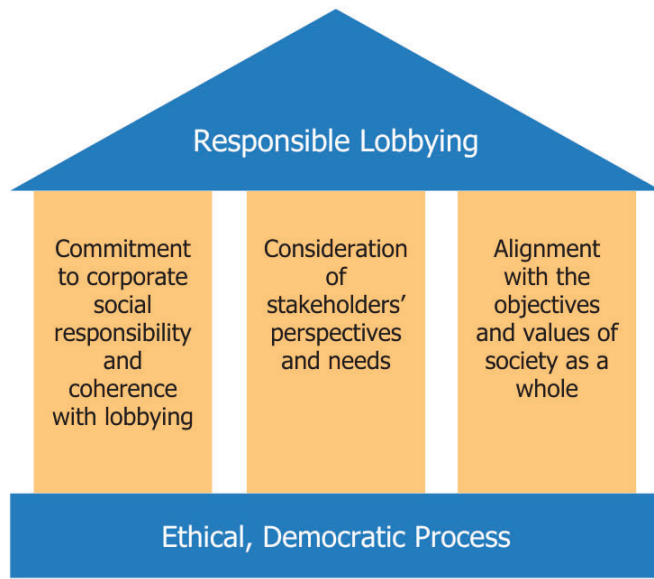 Responsible Lobbying
Commitment
to corporate
social
responsibility
and
coherence
with lobbying
Consideration
of
stakeholders’
perspectives
and needs
Alignment
with the
objectives
and values of
society as a
whole
Ethical, Democratic Process